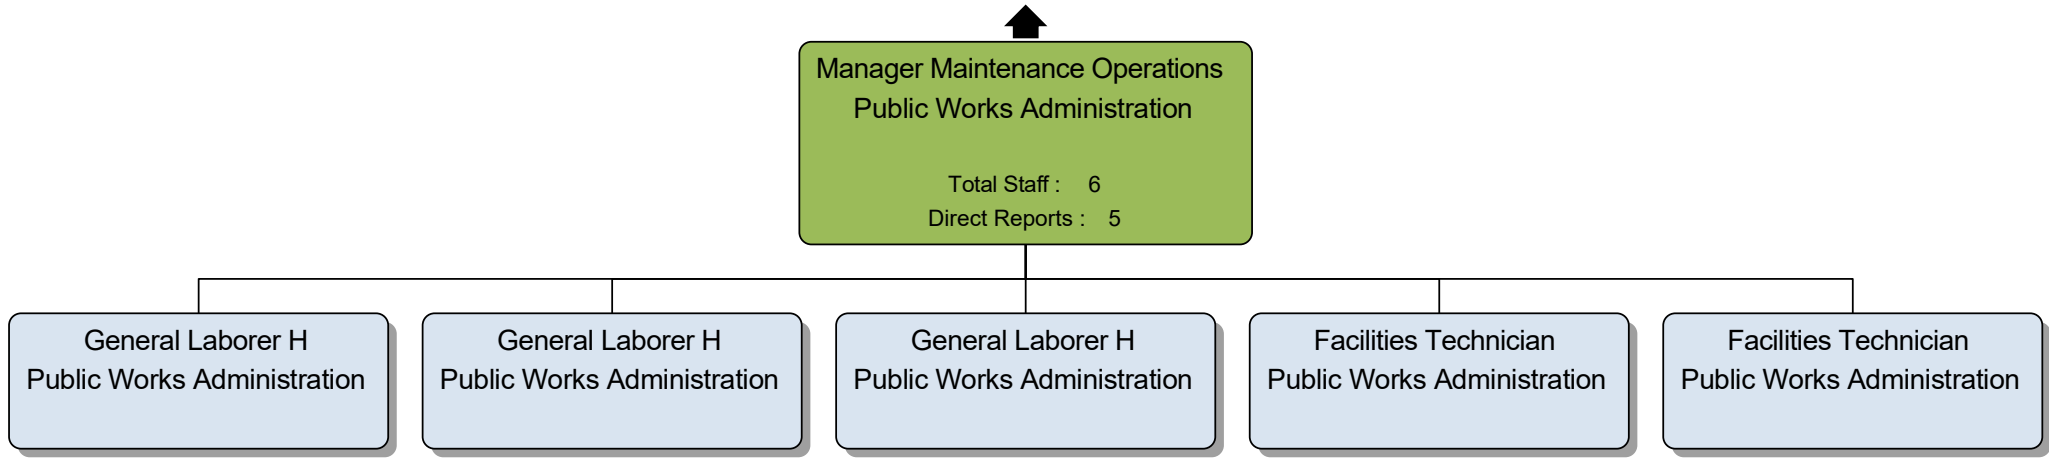 Manager Maintenance Operations
Public Works Administration
Total Staff : 6
Direct Reports : 5
General Laborer H
Public Works Administration
General Laborer H
Public Works Administration
General Laborer H
Public Works Administration
Facilities Technician
Public Works Administration
Facilities Technician
Public Works Administration